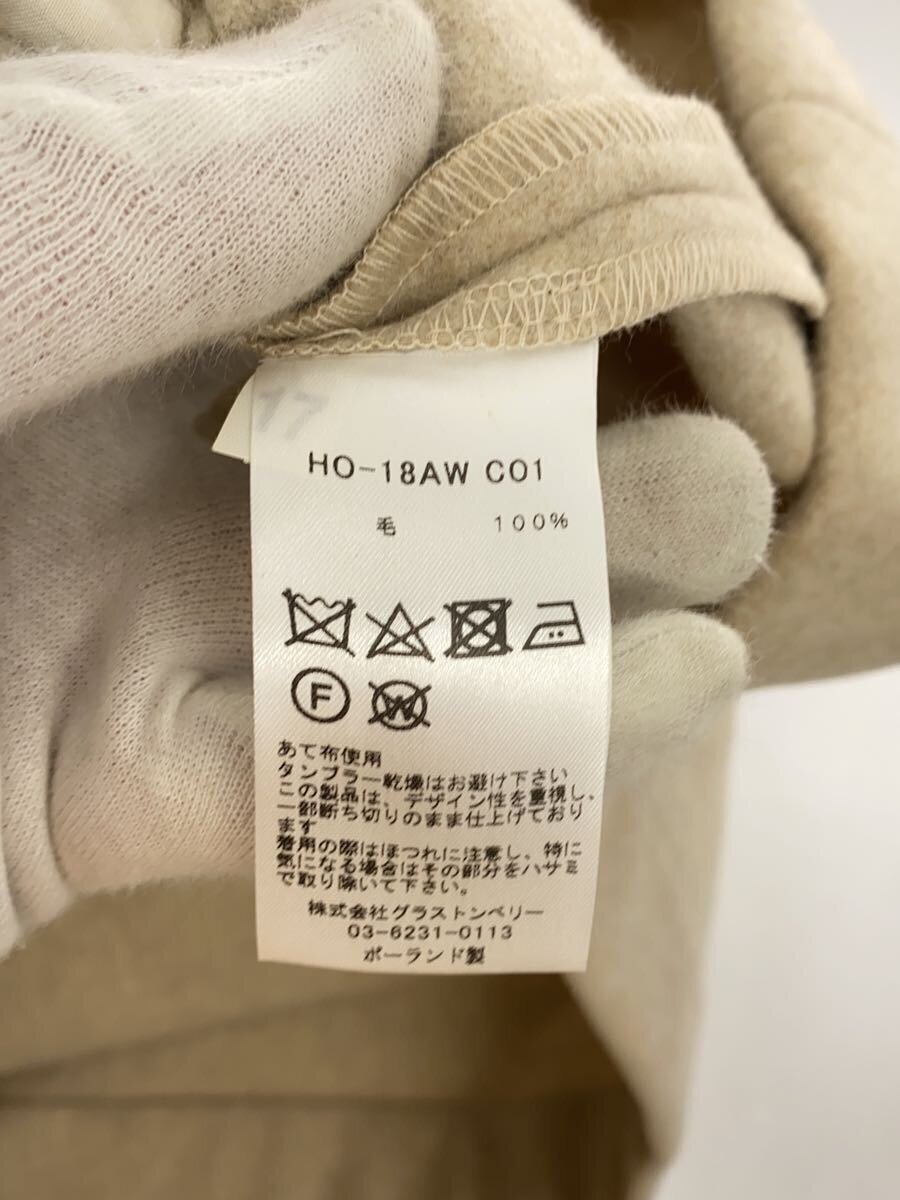 17
HO-18AW C01
毛 100%
F
W
あて布使用
タンブラー乾燥はお避け下さい
この製品は、デザイン性を重視し、
一部断ち切りのまま仕上げており
ます
着用の際はほつれに注意し、特に
気になる場合はその部分をハサミ
で取り除いて下さい。
株式会社グラストンベリー
03-6231-0113
ポーランド製